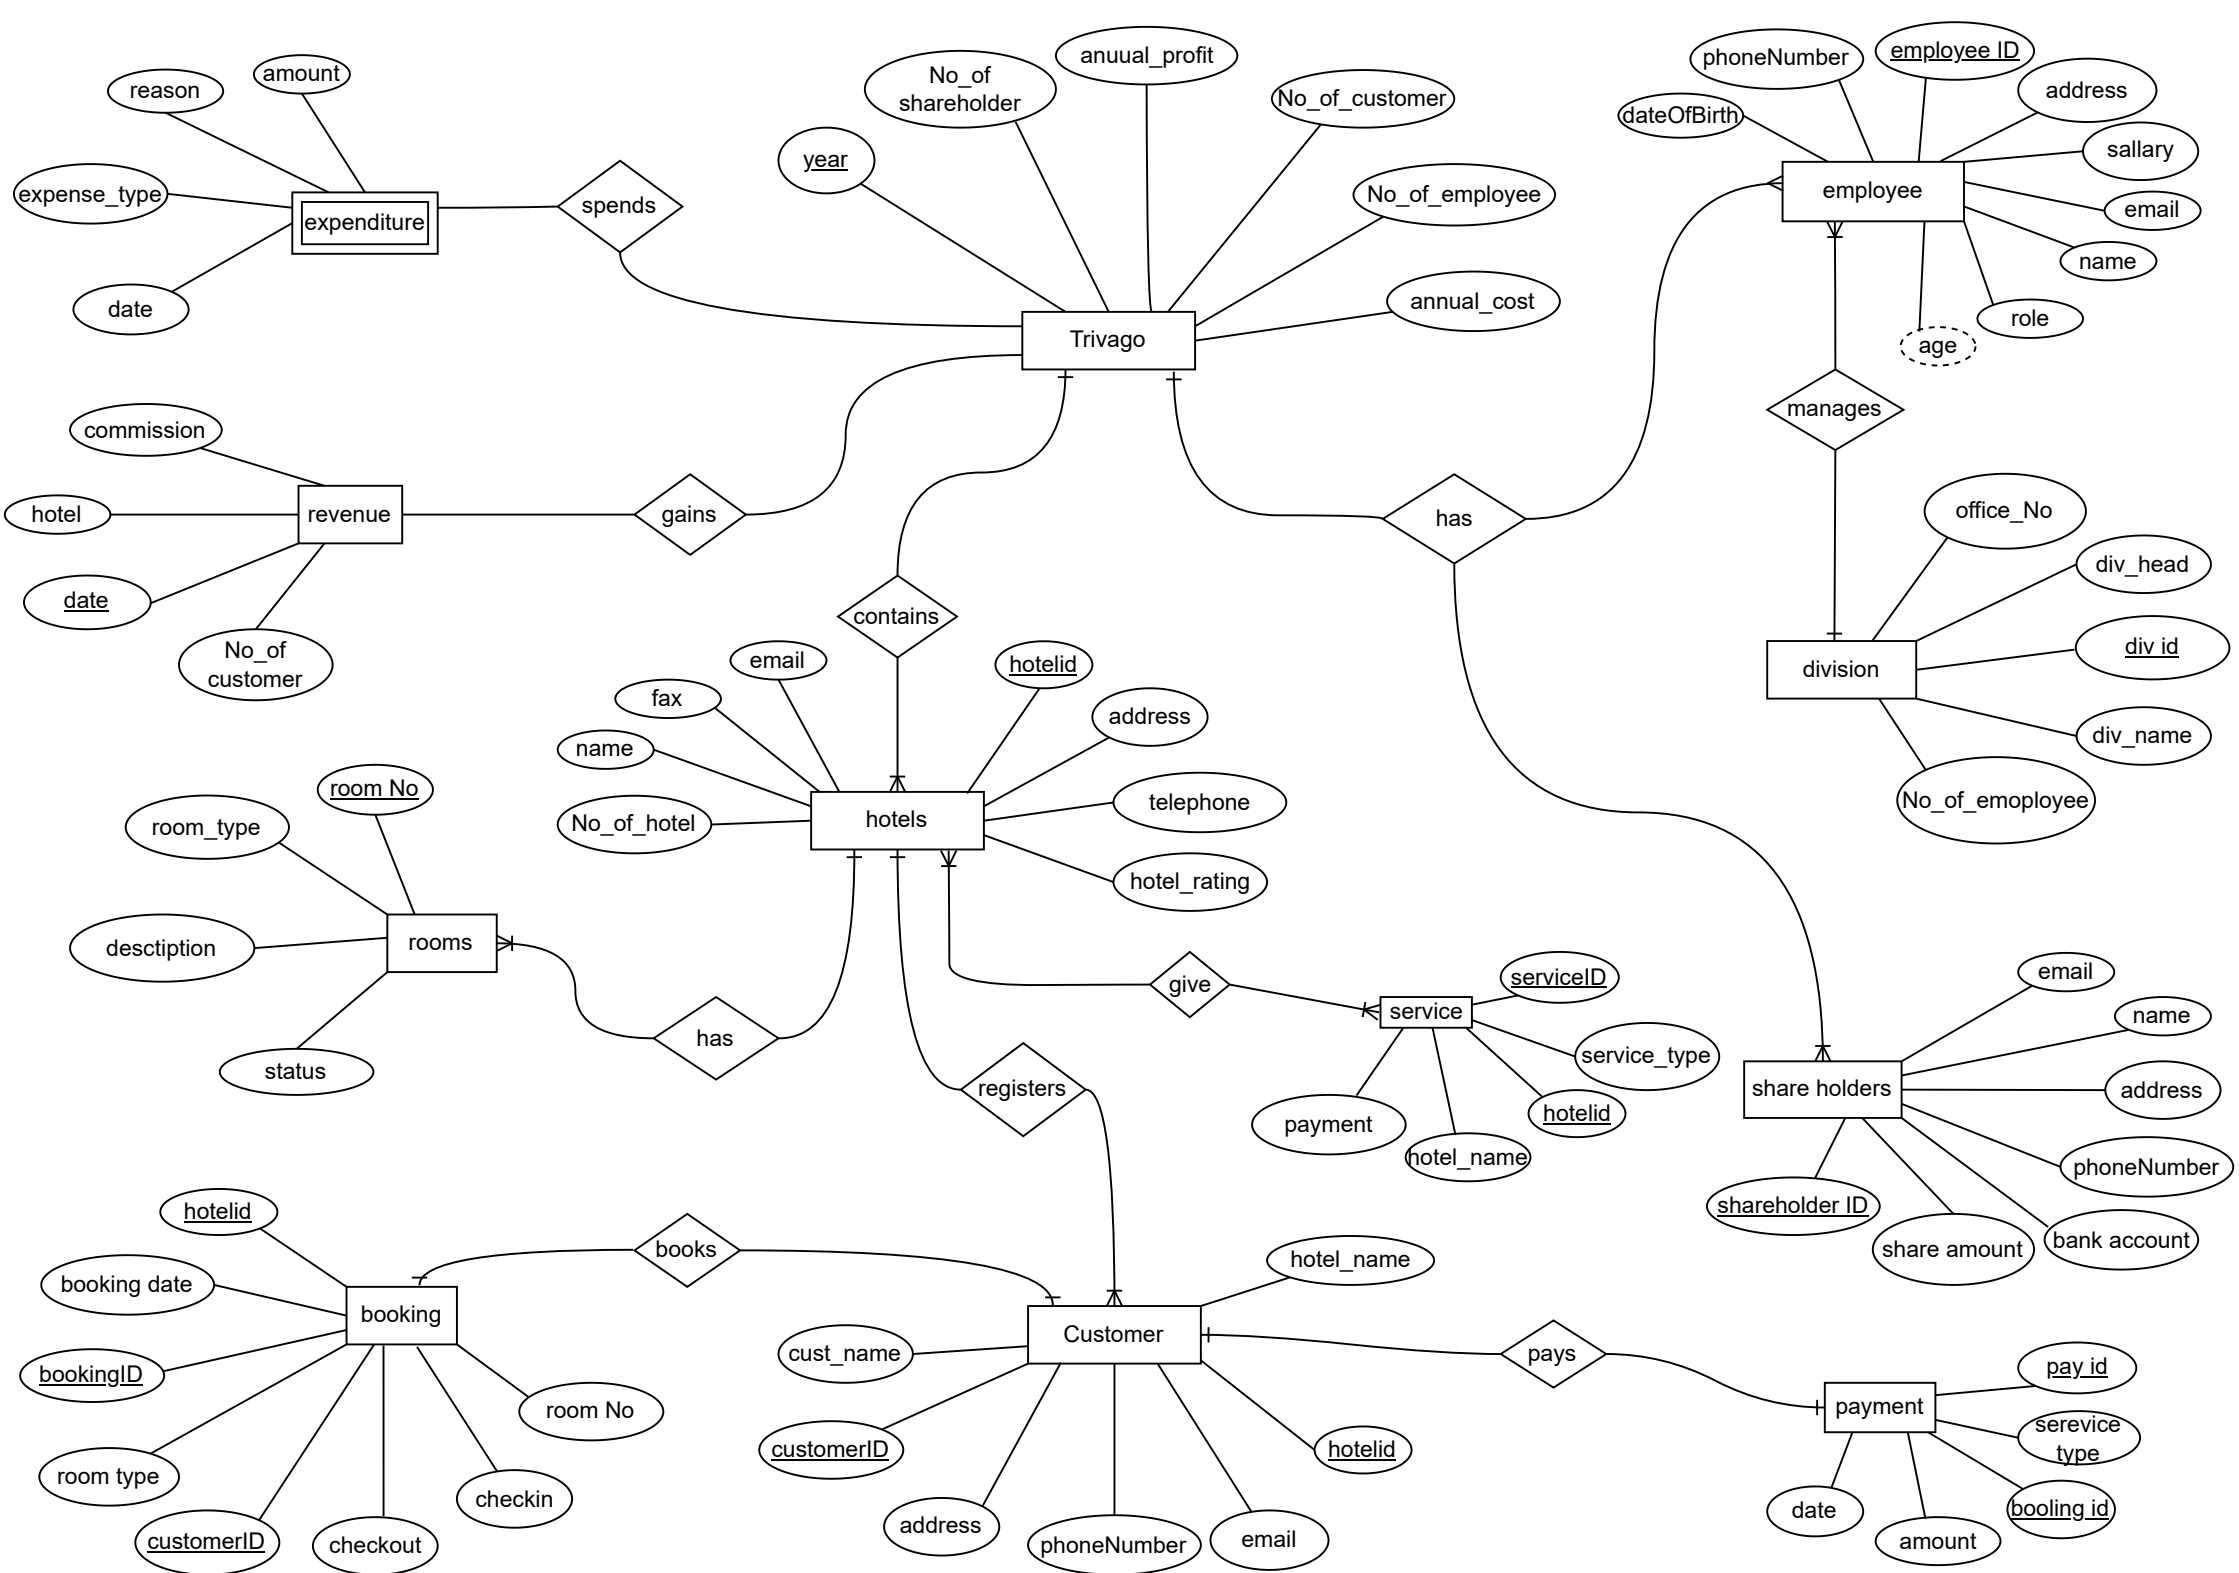 reason
amount
expense_type
expenditure
date
spends
year
No_of
shareholder
anuual_profit
No_of_customer
No_of_employee
annual_cost
Trivago
phoneNumber
employee ID
dateOfBirth
address
sallary
employee
email
name
role
age
manages
commission
hotel
revenue
date
No_of
customer
gains
contains
has
office_No
div_head
div id
division
div_name
No_of_emoployee
email
hotelid
fax
address
name
telephone
No_of_hotel
hotels
hotel_rating
room No
room_type
rooms
desctiption
status
has
give
serviceID
service
service_type
hotelid
payment
hotel_name
registers
email
name
share holders
address
phoneNumber
shareholder ID
share amount
bank account
hotelid
booking date
booking
bookingID
room No
room type
checkin
customerID
checkout
books
hotel_name
Customer
cust_name
customerID
hotelid
address
phoneNumber
email
pays
pay id
payment
serevice
type
booling id
date
amount